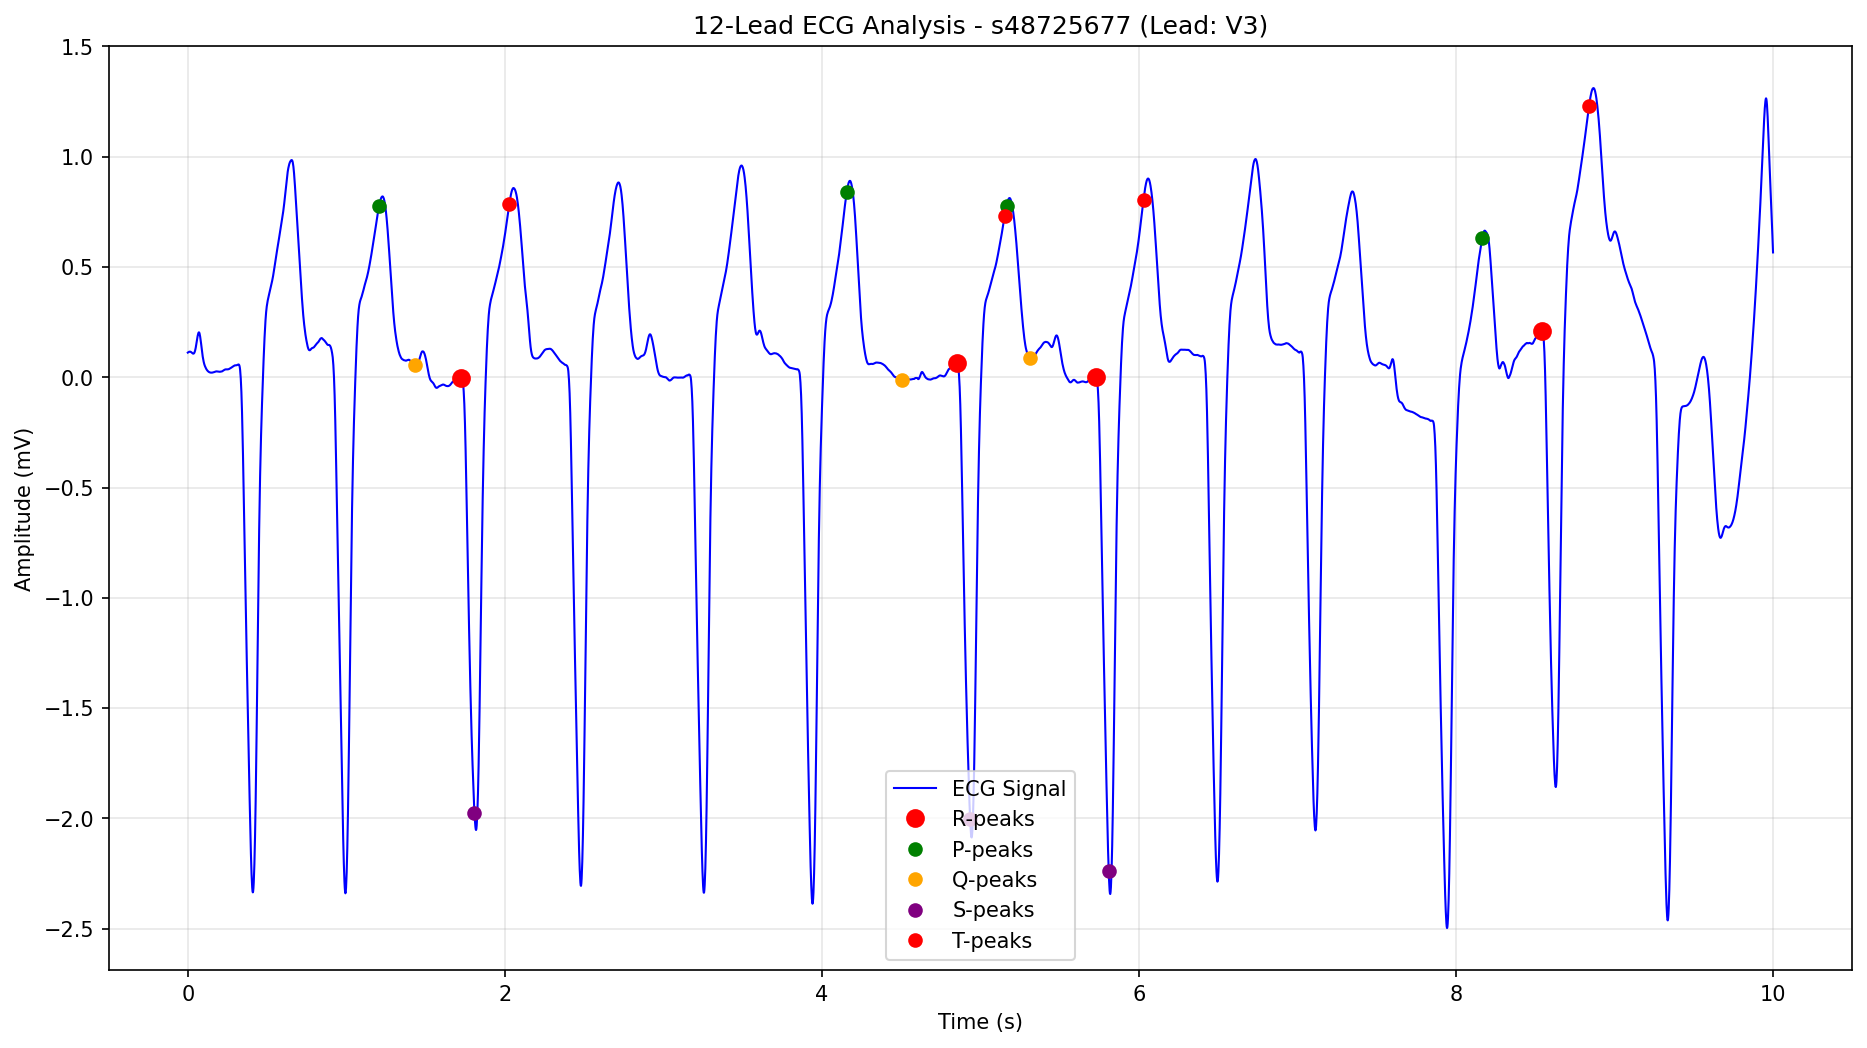 12-Lead ECG Analysis - s48725677 (Lead: V3)
Amplitude (mV)
1.5
1.0
0.5
0.0
−0.5
−1.0
−1.5
−2.0
−2.5
ECG Signal
R-peaks
P-peaks
Q-peaks
S-peaks
T-peaks
0 2 4 6 8 10
Time (s)